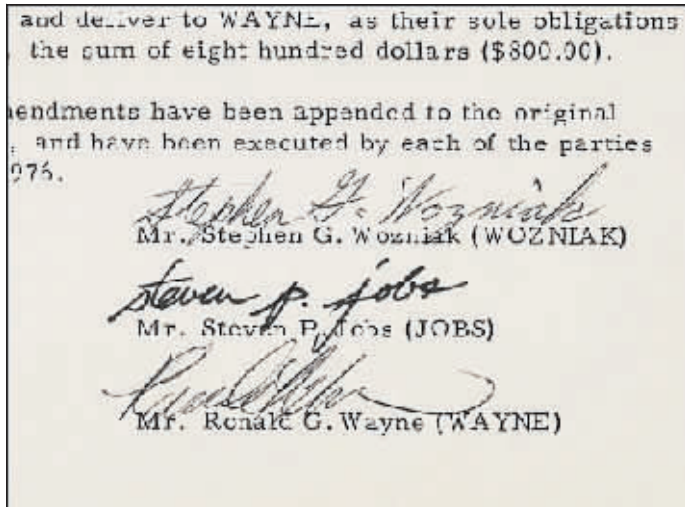 and deliver to WAYNE, as their sole obligations
, the sum of eight hundred dollars ($800.00).
endments have been appended to the original
, and have been executed by each of the parties
976.
Stephen G. Wozniak
Mr. Stephen G. Wozniak (WOZNIAK)
steven p. jobs
Mr. Steven P. Jobs (JOBS)
Mr. Ronald G. Wayne (WAYNE)